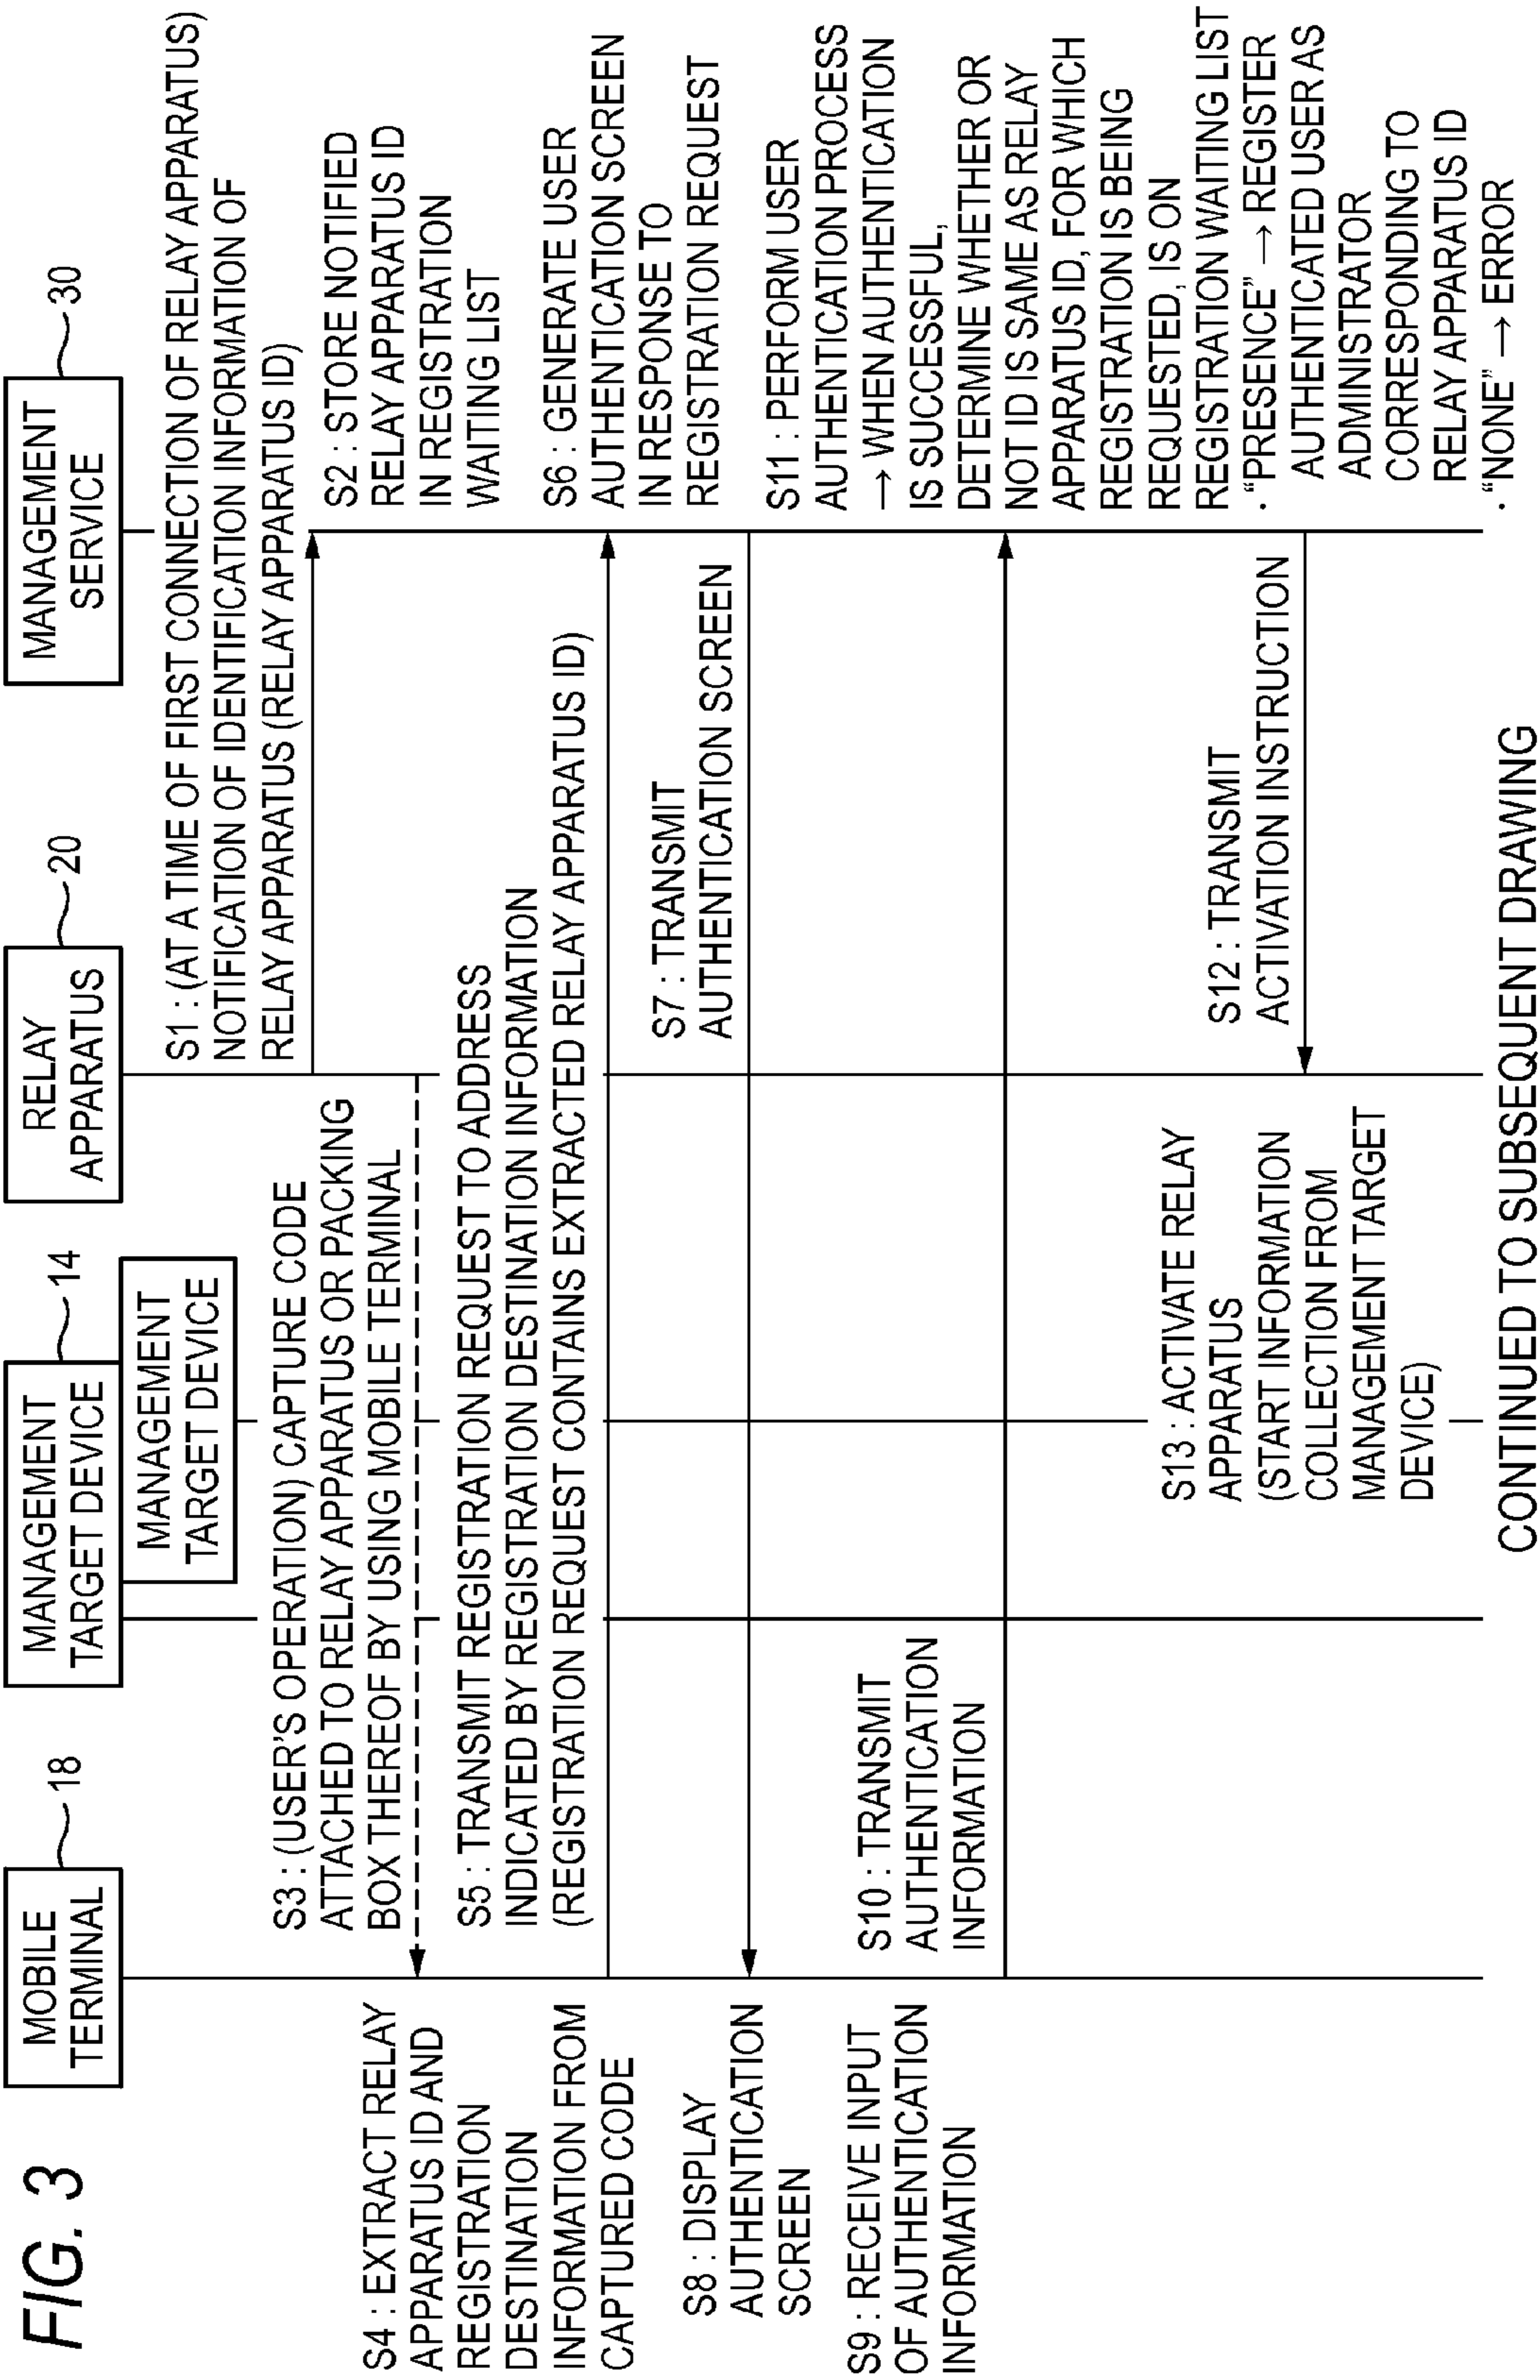 FIG. 3
MOBILE
TERMINAL
18
MANAGEMENT
TARGET DEVICE
14
MANAGEMENT
TARGET DEVICE
RELAY
APPARATUS
20
MANAGEMENT
SERVICE
30
S1 : (AT A TIME OF FIRST CONNECTION OF RELAY APPARATUS)
NOTIFICATION OF IDENTIFICATION INFORMATION OF
RELAY APPARATUS (RELAY APPARATUS ID)
S2 : STORE NOTIFIED
RELAY APPARATUS ID
IN REGISTRATION
WAITING LIST
S3 : (USER'S OPERATION) CAPTURE CODE
ATTACHED TO RELAY APPARATUS OR PACKING
BOX THEREOF BY USING MOBILE TERMINAL
S4 : EXTRACT RELAY
APPARATUS ID AND
REGISTRATION
DESTINATION
INFORMATION FROM
CAPTURED CODE
S5 : TRANSMIT REGISTRATION REQUEST TO ADDRESS
INDICATED BY REGISTRATION DESTINATION INFORMATION
(REGISTRATION REQUEST CONTAINS EXTRACTED RELAY APPARATUS ID)
S6 : GENERATE USER
AUTHENTICATION SCREEN
IN RESPONSE TO
REGISTRATION REQUEST
S7 : TRANSMIT
AUTHENTICATION SCREEN
S8 : DISPLAY
AUTHENTICATION
SCREEN
S9 : RECEIVE INPUT
OF AUTHENTICATION
INFORMATION
S10 : TRANSMIT
AUTHENTICATION
INFORMATION
S11 : PERFORM USER
AUTHENTICATION PROCESS
→ WHEN AUTHENTICATION
IS SUCCESSFUL,
DETERMINE WHETHER OR
NOT ID IS SAME AS RELAY
APPARATUS ID, FOR WHICH
REGISTRATION IS BEING
REQUESTED, IS ON
REGISTRATION WAITING LIST
· "PRESENCE" → REGISTER
AUTHENTICATED USER AS
ADMINISTRATOR
CORRESPONDING TO
RELAY APPARATUS ID
· "NONE" → ERROR
S12 : TRANSMIT
ACTIVATION INSTRUCTION
S13 : ACTIVATE RELAY
APPARATUS
(START INFORMATION
COLLECTION FROM
MANAGEMENT TARGET
DEVICE)
CONTINUED TO SUBSEQUENT DRAWING